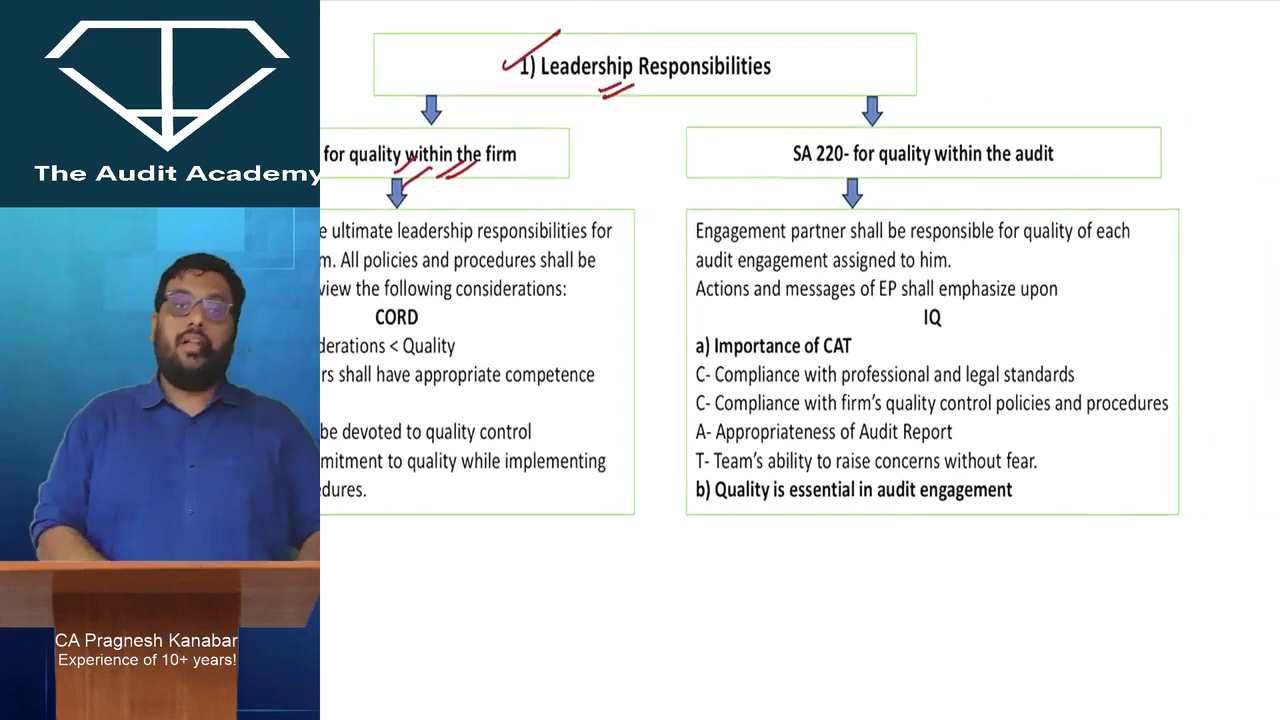 The Audit Academy
1) Leadership Responsibilities
for quality within the firm
SA 220- for quality within the audit
ultimate leadership responsibilities for
All policies and procedures shall be
view the following considerations:
CORD
< Quality
shall have appropriate competence
be devoted to quality control
to quality while implementing
Engagement partner shall be responsible for quality of each
audit engagement assigned to him.
Actions and messages of EP shall emphasize upon
IQ
a) Importance of CAT
C- Compliance with professional and legal standards
C- Compliance with firm's quality control policies and procedures
A- Appropriateness of Audit Report
T- Team's ability to raise concerns without fear.
b) Quality is essential in audit engagement
CA Pragnesh Kanabar
Experience of 10+ years!